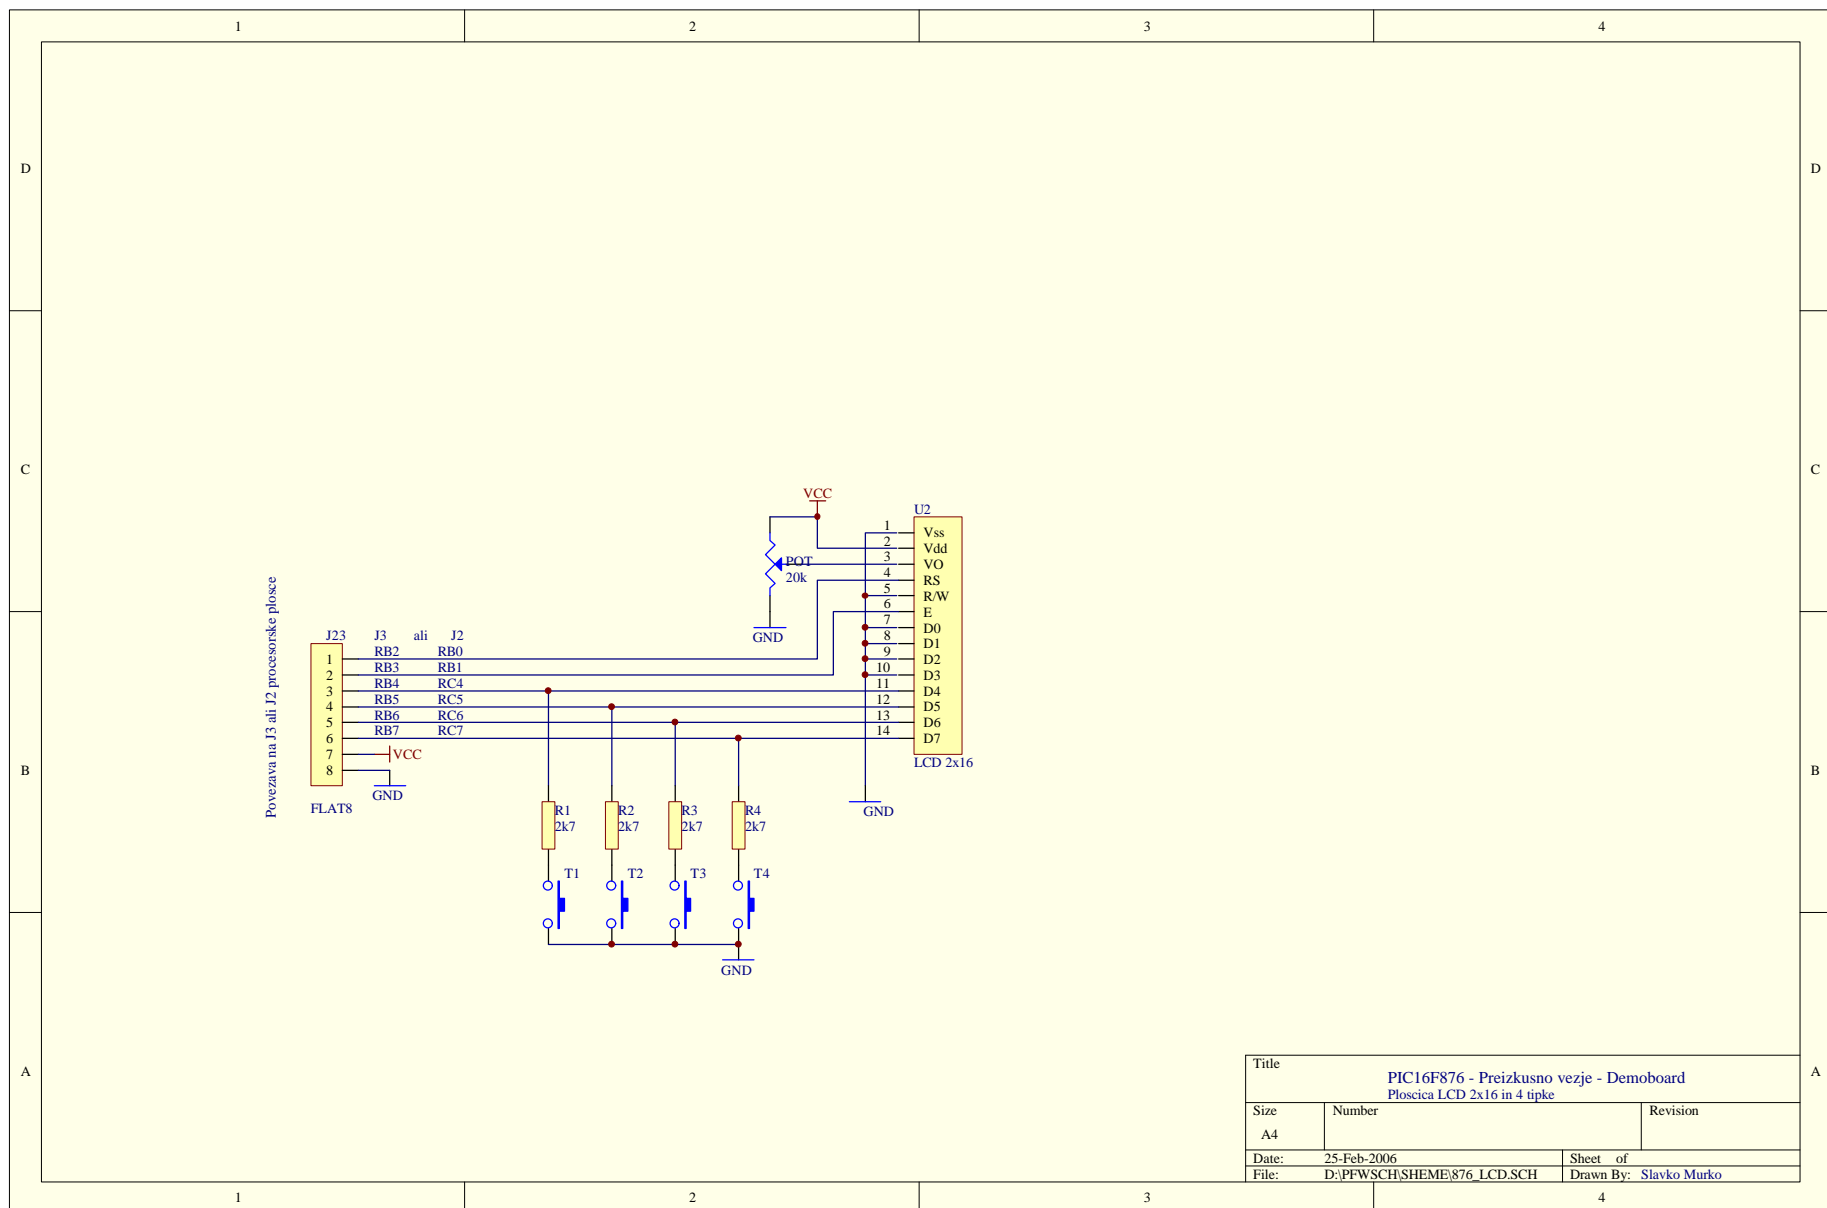 1 2 3 4
D D
C C
B B
A A
VCC
U2
1 Vss
2 Vdd
3 VO
4 RS
5 R/W
6 E
7 D0
8 D1
9 D2
10 D3
11 D4
12 D5
13 D6
14 D7
LCD 2x16
POT
20k
GND
GND
Povezava na J3 ali J2 procesorske plosce
J23 J3 ali J2
1 RB2 RB0
2 RB3 RB1
3 RB4 RC4
4 RB5 RC5
5 RB6 RC6
6 RB7 RC7
7 VCC
8
GND
FLAT8
R1 R2 R3 R4
2k7 2k7 2k7 2k7
T1 T2 T3 T4
GND
Title
PIC16F876 - Preizkusno vezje - Demoboard
Ploscica LCD 2x16 in 4 tipke
Size Number Revision
A4
Date: 25-Feb-2006 Sheet of
File: D:\PFWSCH\SHEME\876_LCD.SCH Drawn By: Slavko Murko
1 2 3 4